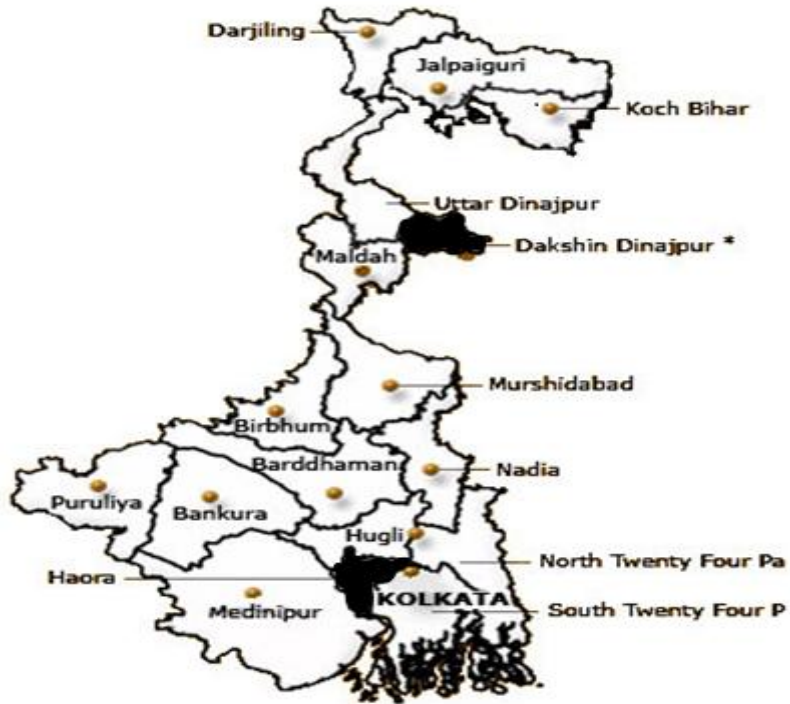 Darjiling
Jalpaiguri
Koch Bihar
Uttar Dinajpur
Dakshin Dinajpur *
Maldah
Murshidabad
Birbhum
Barddhaman
Nadia
Puruliya
Bankura
Hugli
North Twenty Four Pa
Haora
KOLKATA
Medinipur
South Twenty Four P